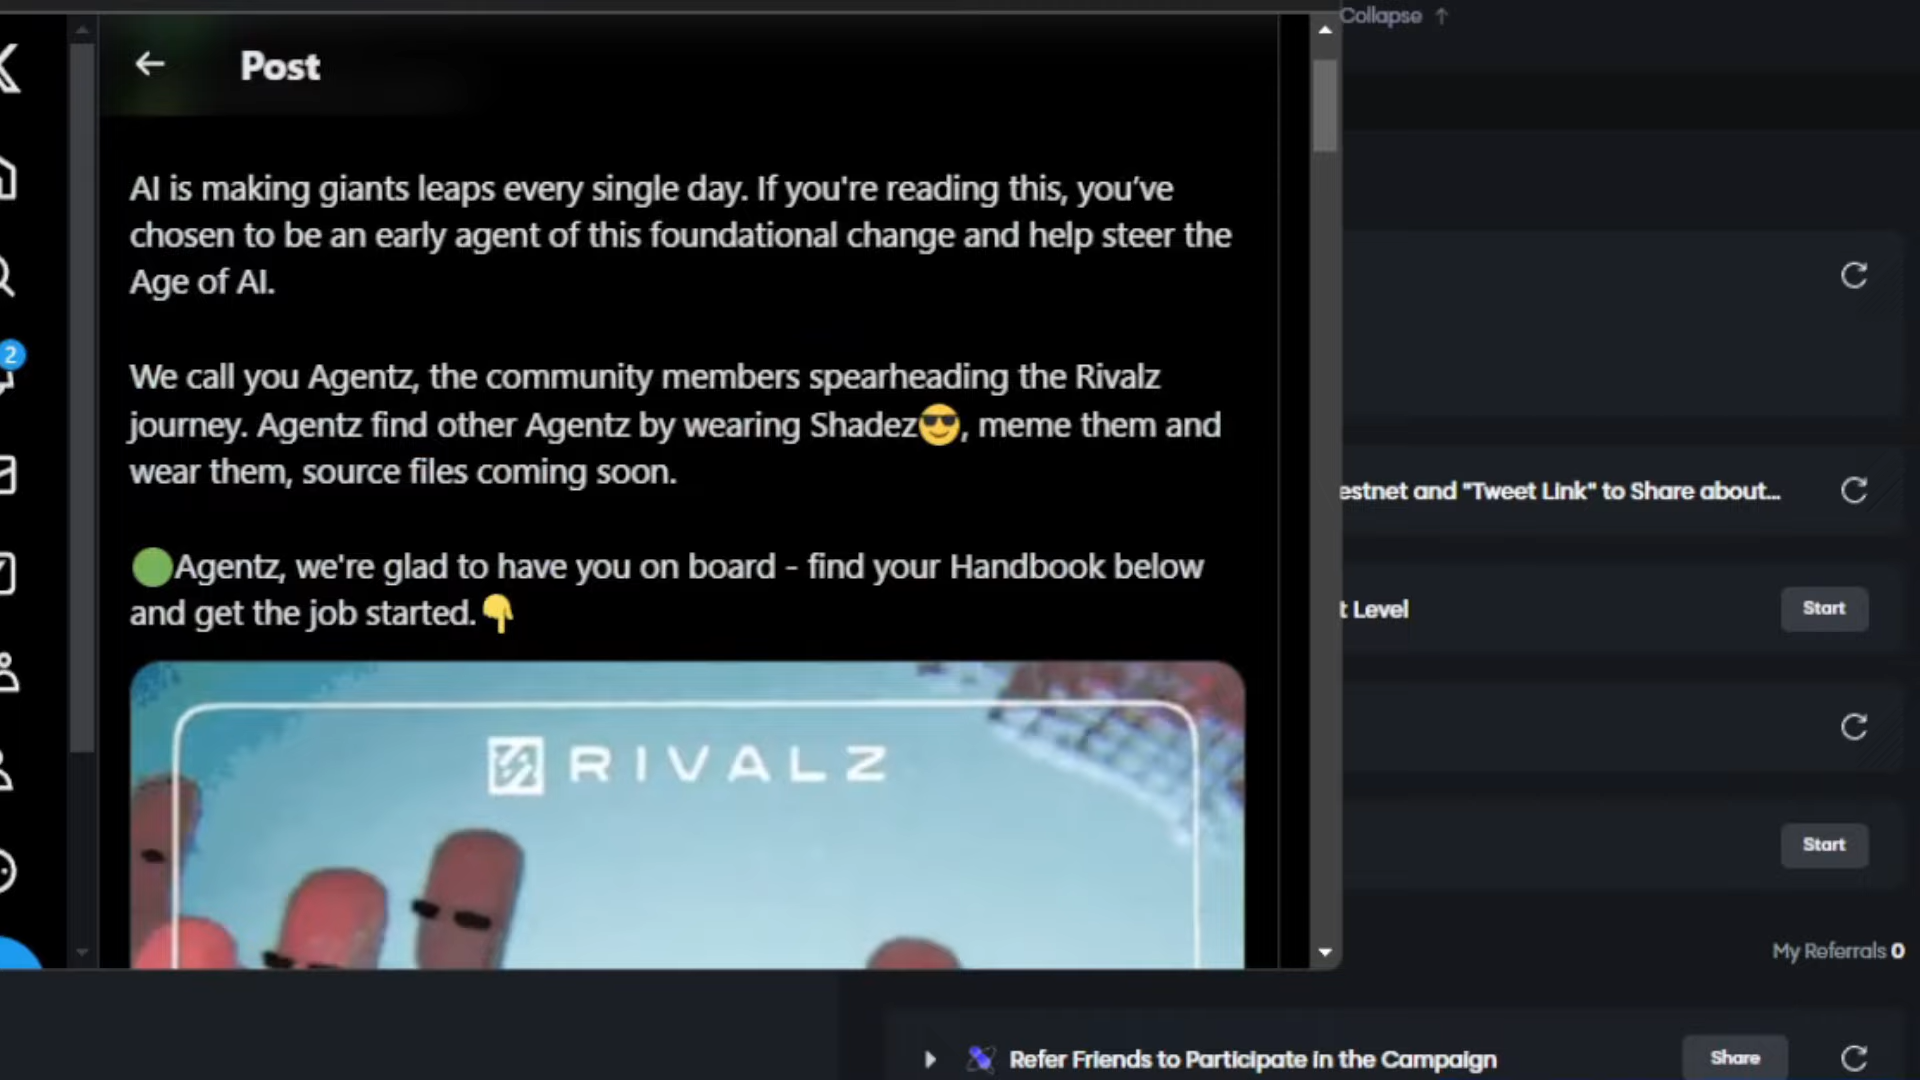 Collapse
Post
AI is making giants leaps every single day. If you're reading this, you’ve
chosen to be an early agent of this foundational change and help steer the
Age of AI.
We call you Agentz, the community members spearheading the Rivalz
journey. Agentz find other Agentz by wearing Shadez😎, meme them and
wear them, source files coming soon.
🟢Agentz, we're glad to have you on board - find your Handbook below
and get the job started.👇
RIVALZ
2
estnet and "Tweet Link" to Share about...
t Level
Start
Start
My Referrals 0
Refer Friends to Participate in the Campaign
Share